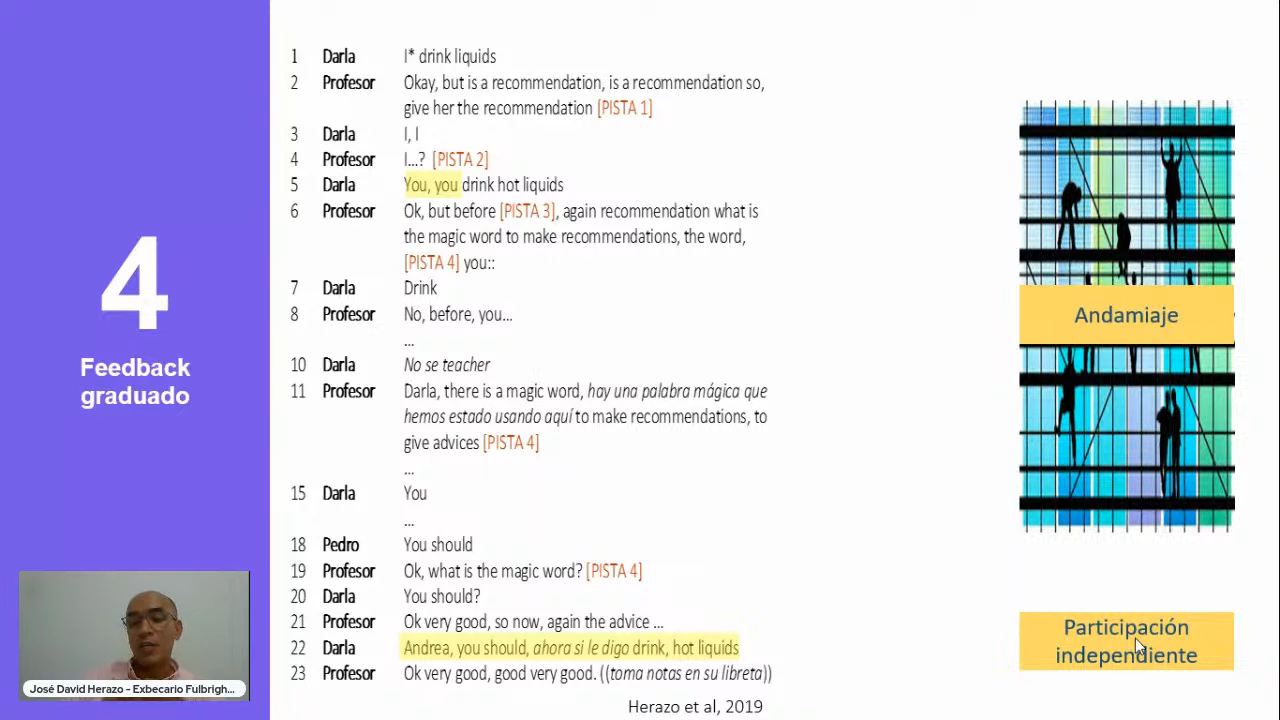 4
Feedback
graduado
1 Darla I* drink liquids
2 Profesor Okay, but is a recommendation, is a recommendation so,
give her the recommendation [PISTA 1]
3 Darla I, I
4 Profesor I...? [PISTA 2]
5 Darla You, you drink hot liquids
6 Profesor Ok, but before [PISTA 3], again recommendation what is
the magic word to make recommendations, the word,
[PISTA 4] you::
7 Darla Drink
8 Profesor No, before, you...
...
10 Darla No se teacher
11 Profesor Darla, there is a magic word, hay una palabra mágica que
hemos estado usando aquí to make recommendations, to
give advices [PISTA 4]
...
15 Darla You
...
18 Pedro You should
19 Profesor Ok, what is the magic word? [PISTA 4]
20 Darla You should?
21 Profesor Ok very good, so now, again the advice ...
22 Darla Andrea, you should, ahora si le digo drink, hot liquids
23 Profesor Ok very good, good very good. ((toma notas en su libreta))
Herazo et al, 2019
Andamiaje
Participación
independiente
José David Herazo - Exbecario Fulbrigh...